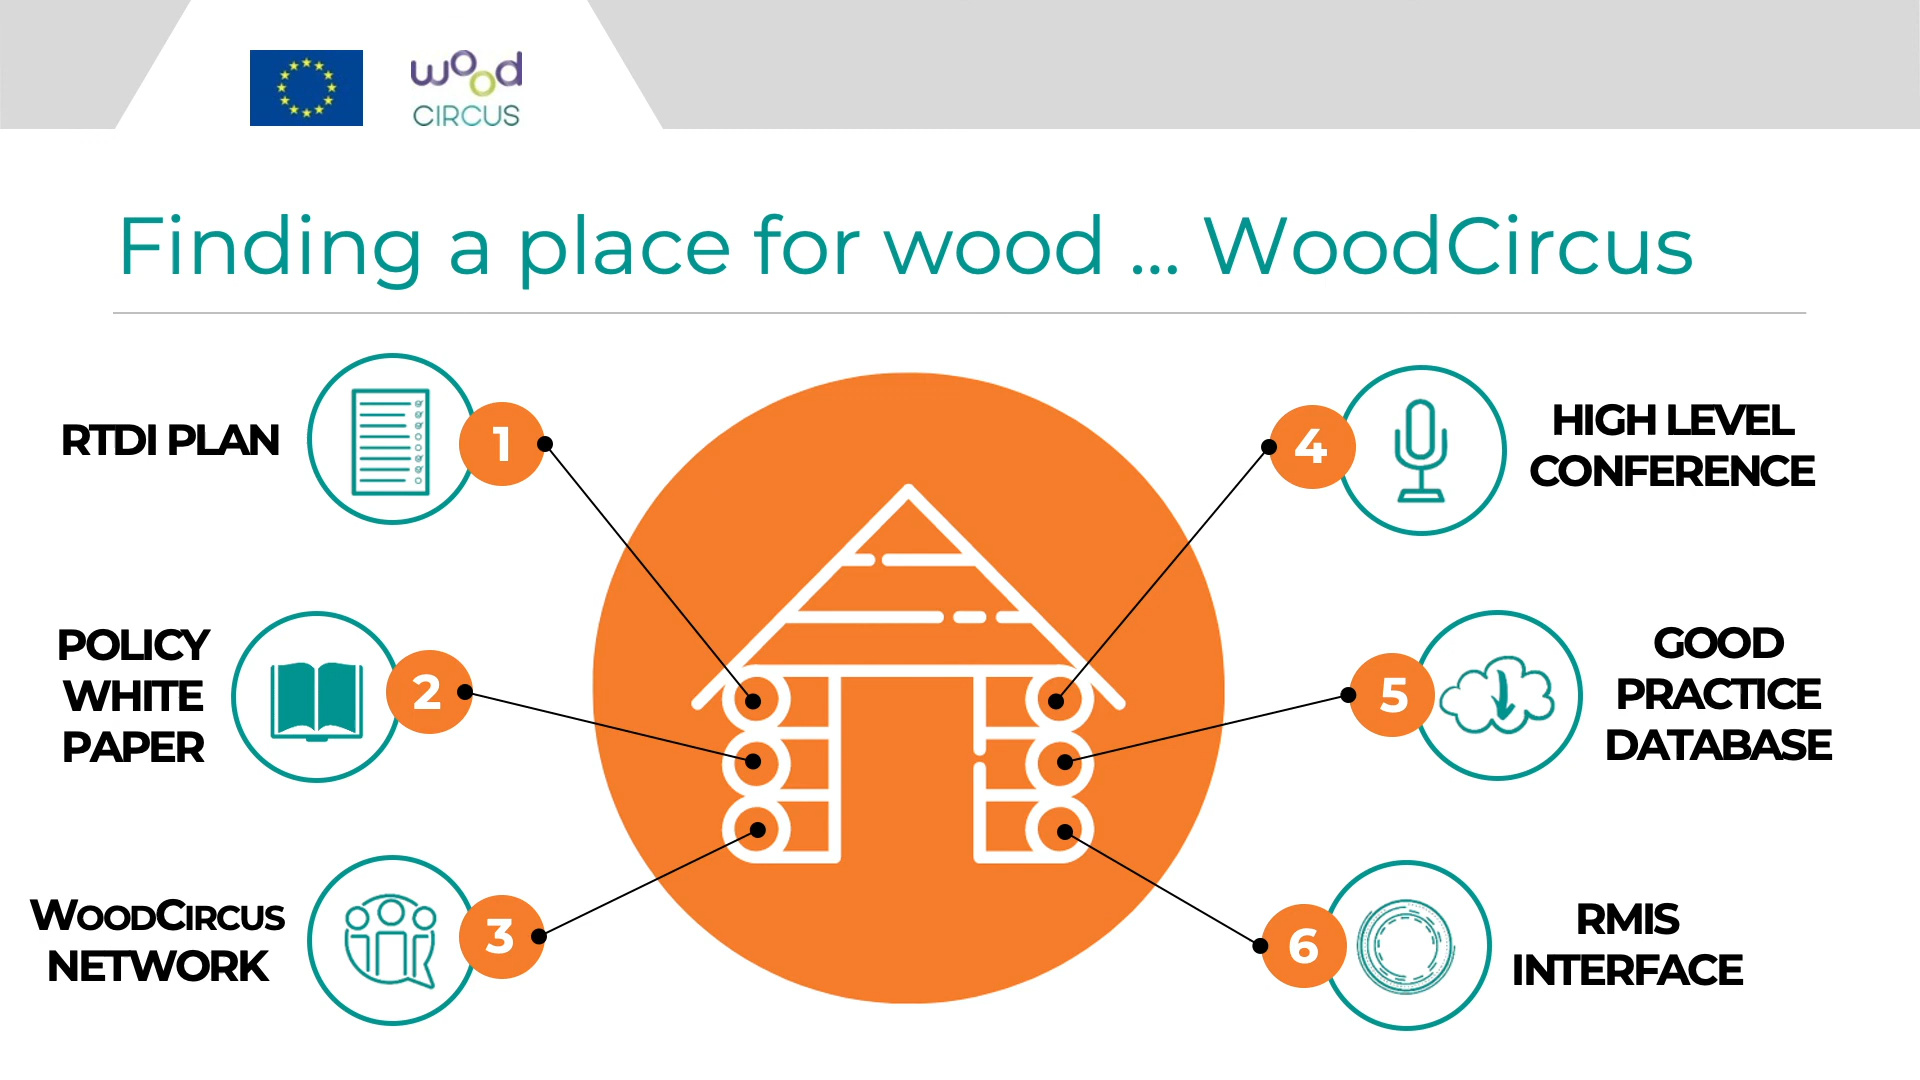 wood
CIRCUS
Finding a place for wood ... WoodCircus
RTDI PLAN
1
POLICY
WHITE
PAPER
2
WOODCIRCUS
NETWORK
3
4
HIGH LEVEL
CONFERENCE
5
GOOD
PRACTICE
DATABASE
6
RMIS
INTERFACE